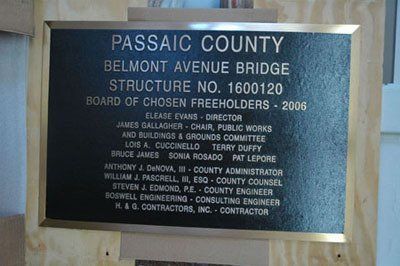 PASSAIC COUNTY
BELMONT AVENUE BRIDGE
STRUCTURE NO. 1600120
BOARD OF CHOSEN FREEHOLDERS - 2006
ELEASE EVANS - DIRECTOR
JAMES GALLAGHER - CHAIR, PUBLIC WORKS
AND BUILDINGS & GROUNDS COMMITTEE
LOIS A. CUCCINELLO TERRY DUFFY
BRUCE JAMES SONIA ROSADO PAT LEPORE
ANTHONY J. DeNOVA, III - COUNTY ADMINISTRATOR
WILLIAM J. PASCRELL, III, ESQ - COUNTY COUNSEL
STEVEN J. EDMOND, P.E. - COUNTY ENGINEER
BOSWELL ENGINEERING - CONSULTING ENGINEER
H. & G. CONTRACTORS, INC. - CONTRACTOR